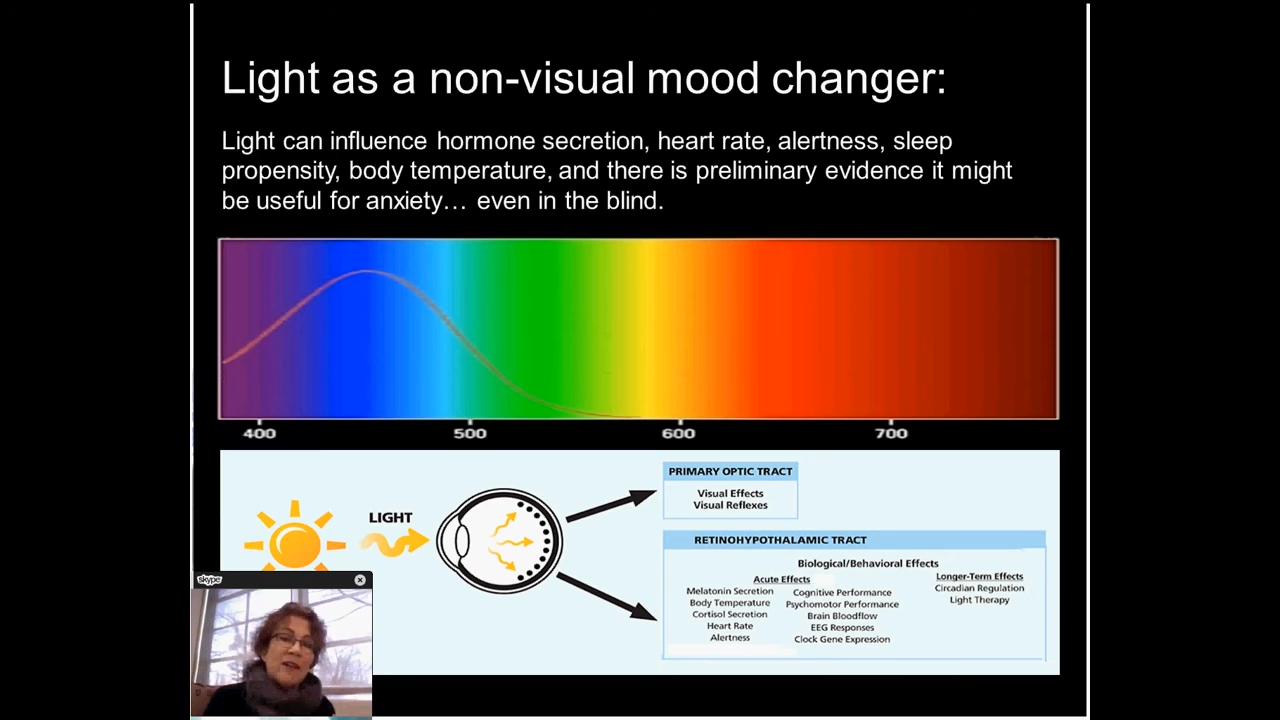 Light as a non-visual mood changer:
Light can influence hormone secretion, heart rate, alertness, sleep
propensity, body temperature, and there is preliminary evidence it might
be useful for anxiety… even in the blind.
400 500 600 700
PRIMARY OPTIC TRACT
Visual Effects
Visual Reflexes
LIGHT
RETINOHYPOTHALAMIC TRACT
Biological/Behavioral Effects
Acute Effects
Melatonin Secretion
Body Temperature
Cortisol Secretion
Heart Rate
Alertness
Cognitive Performance
Psychomotor Performance
Brain Bloodflow
EEG Responses
Clock Gene Expression
Longer-Term Effects
Circadian Regulation
Light Therapy
skype